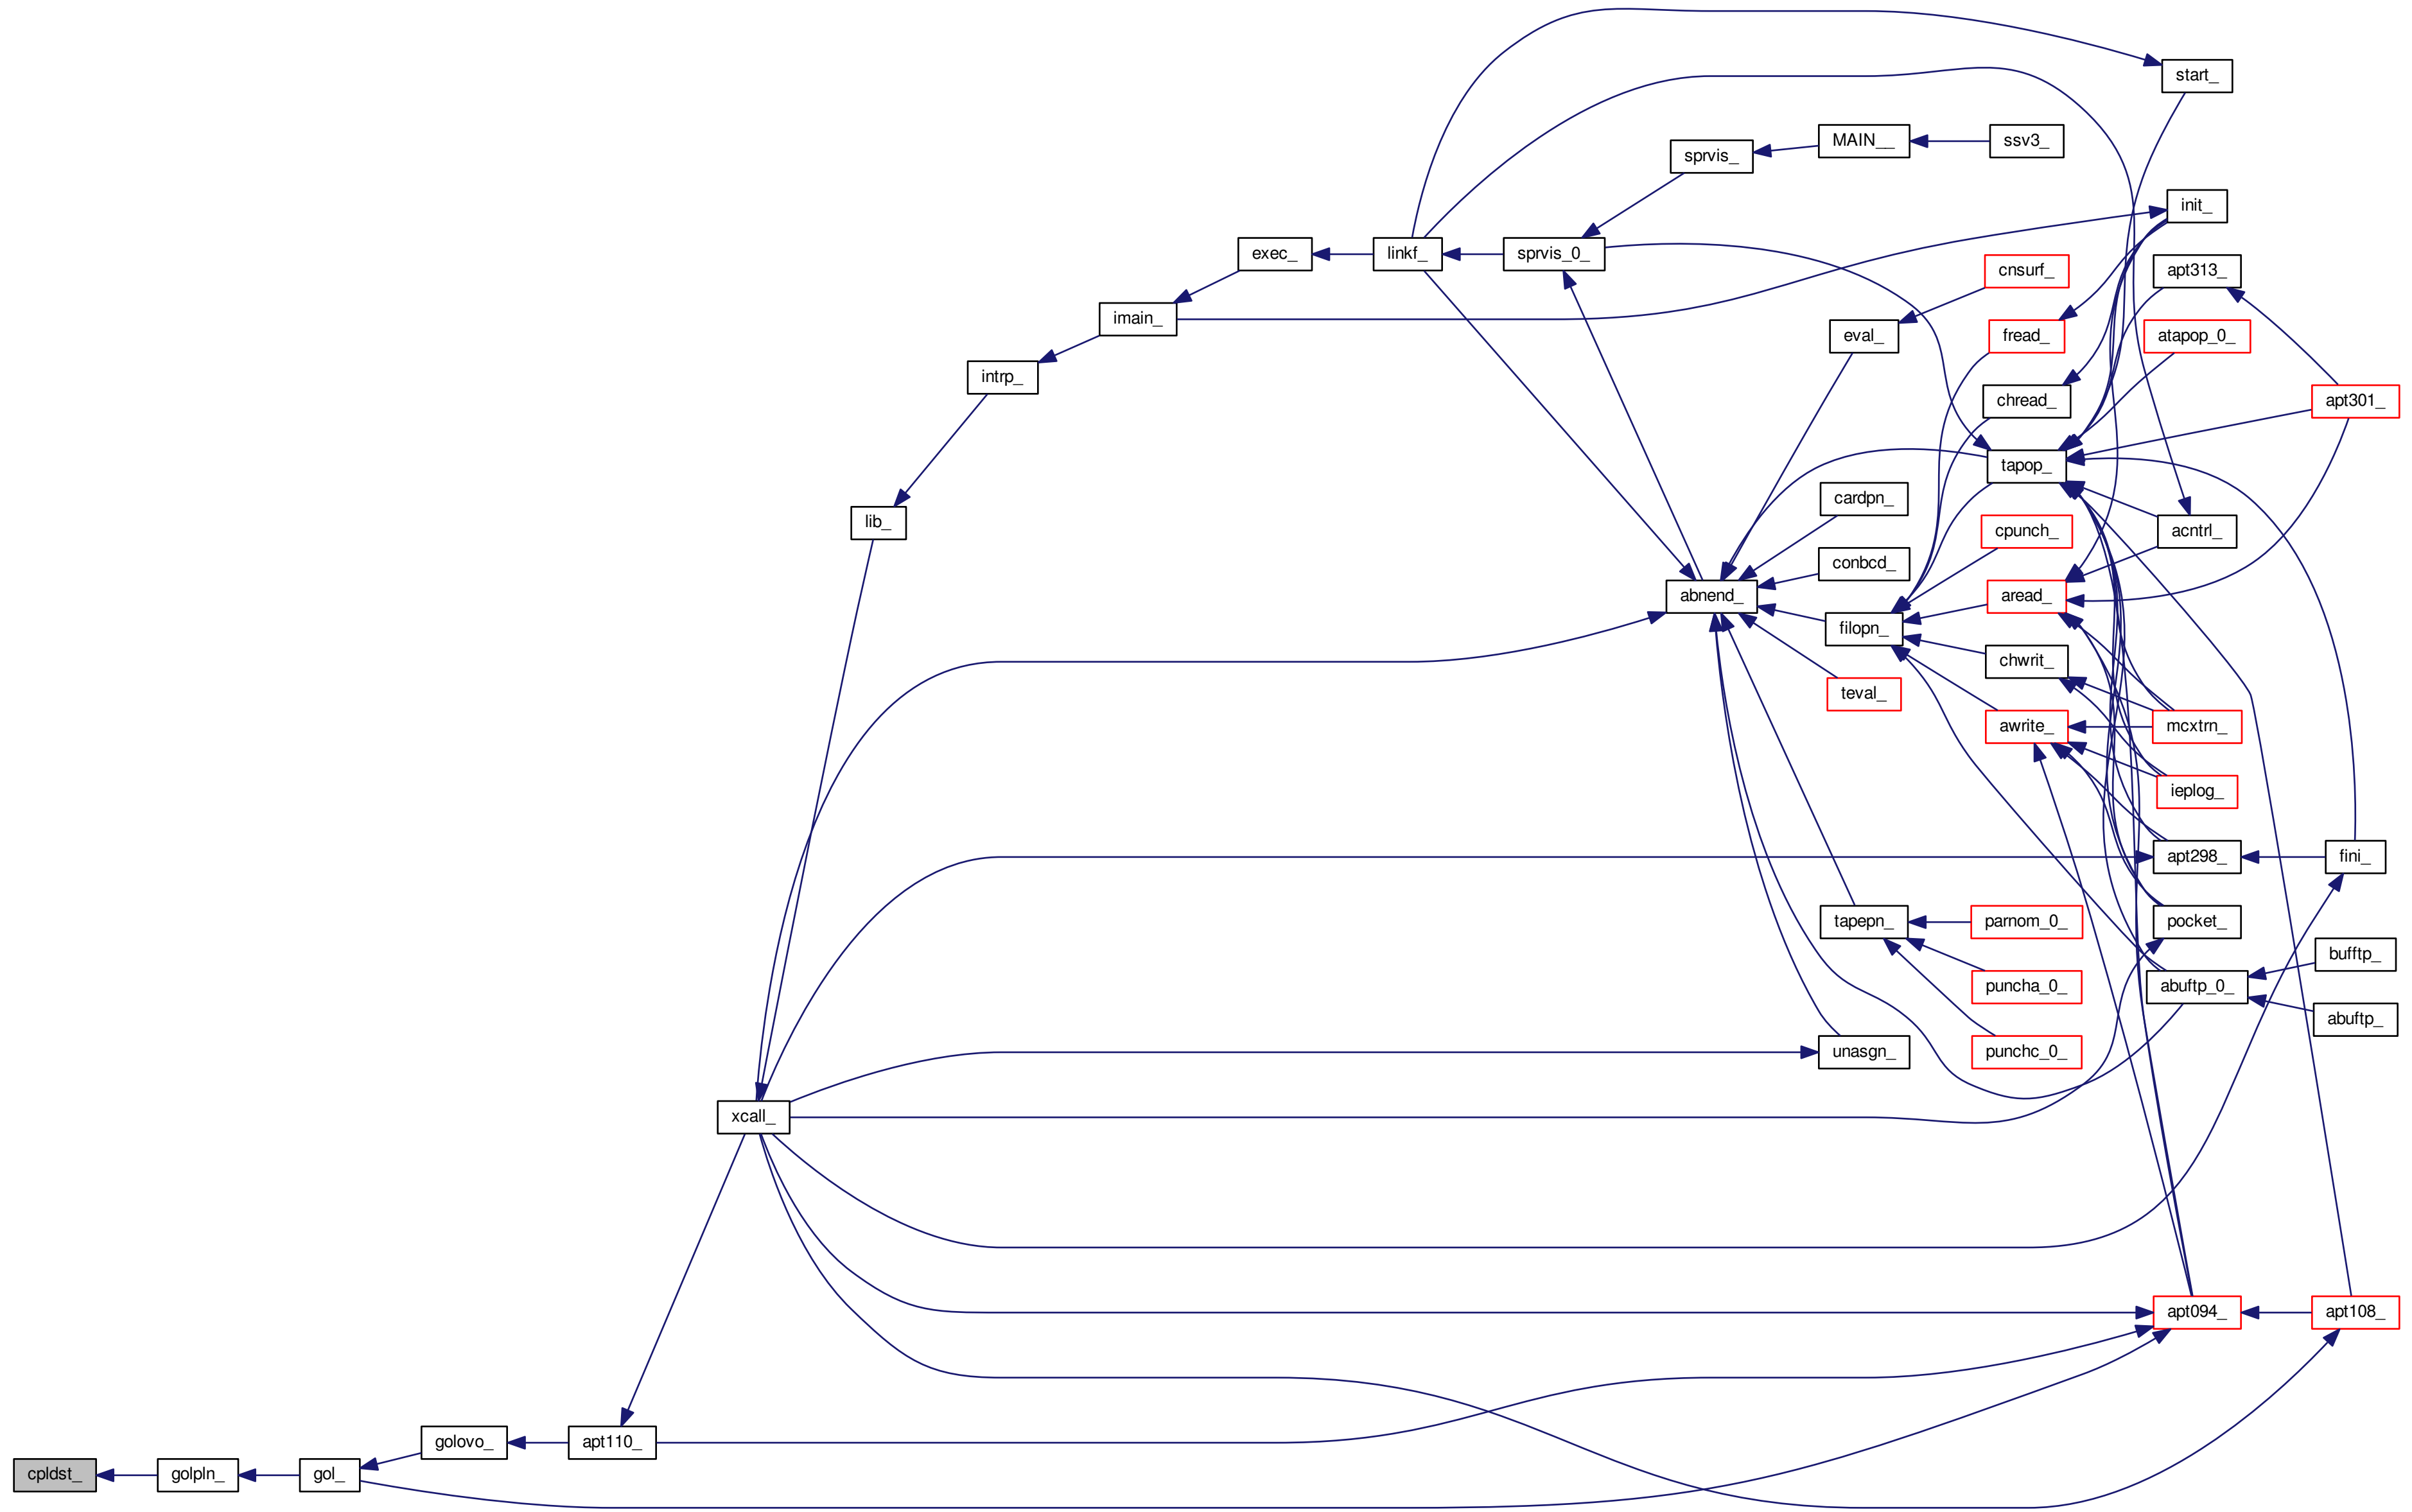 start_
MAIN__
ssv3_
sprvis_
init_
exec_
linkf_
sprvis_0_
cnsurf_
apt313_
imain_
eval_
fread_
atapop_0_
intrp_
chread_
apt301_
tapop_
cardpn_
lib_
cpunch_
acntrl_
conbcd_
abnend_
aread_
filopn_
chwrit_
teval_
awrite_
mcxtrn_
ieplog_
apt298_
fini_
tapepn_
parnom_0_
pocket_
bufftp_
puncha_0_
abuftp_0_
abuftp_
unasgn_
punchc_0_
xcall_
apt094_
apt108_
golovo_
apt110_
cpldst_
golpln_
gol_